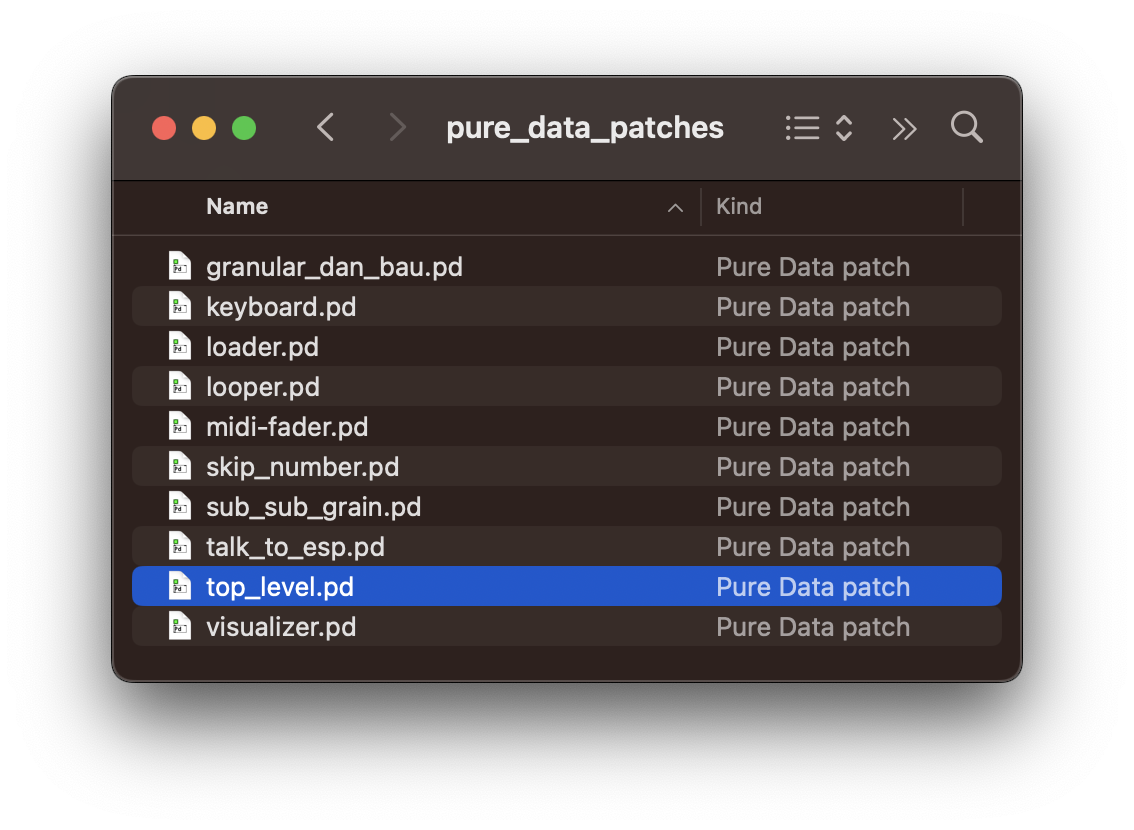 pure_data_patches
Name Kind
granular_dan_bau.pd Pure Data patch
keyboard.pd Pure Data patch
loader.pd Pure Data patch
looper.pd Pure Data patch
midi-fader.pd Pure Data patch
skip_number.pd Pure Data patch
sub_sub_grain.pd Pure Data patch
talk_to_esp.pd Pure Data patch
top_level.pd Pure Data patch
visualizer.pd Pure Data patch